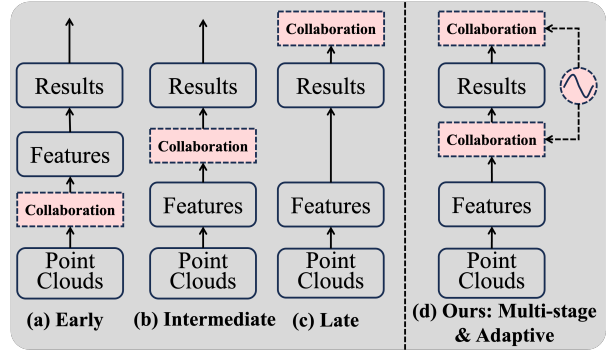 Results
Features
Collaboration
Point
Clouds
(a) Early
Results
Collaboration
Features
Point
Clouds
(b) Intermediate
Collaboration
Results
Features
Point
Clouds
(c) Late
Collaboration
Results
Collaboration
Features
Point
Clouds
(d) Ours: Multi-stage
& Adaptive